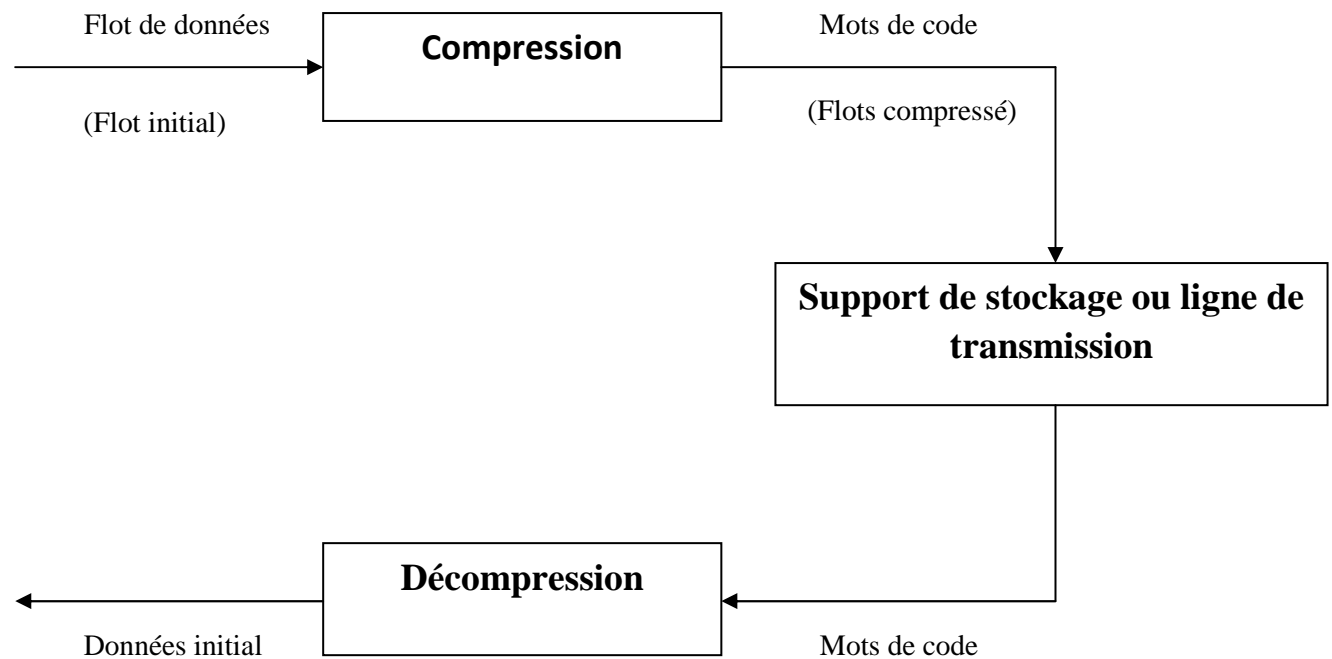 Flot de données
Compression
Mots de code
(Flot initial)
(Flots compressé)
Support de stockage ou ligne de
transmission
Décompression
Données initial
Mots de code